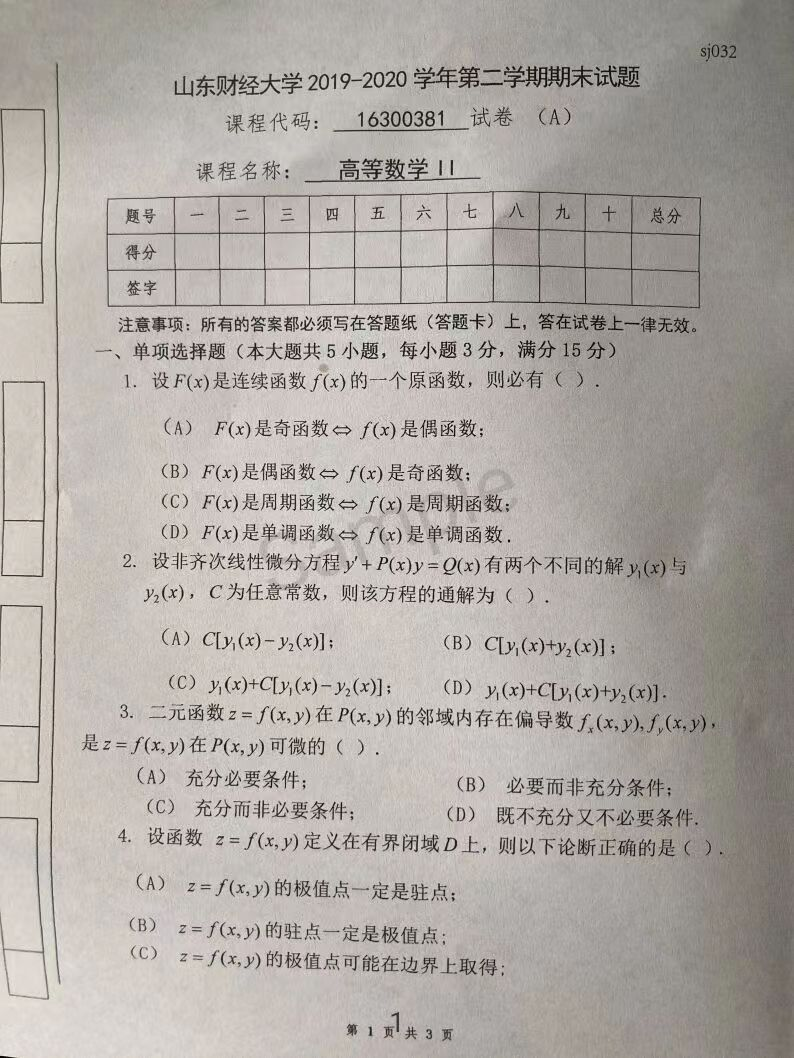 sj032
山东财经大学 2019-2020 学年第二学期期末试题
课程代码： 16300381 试卷 （A）
课程名称： 高等数学 II
题号 一 二 三 四 五 六 七 八 九 十 总分
得分
签字
注意事项：所有的答案都必须写在答题纸（答题卡）上，答在试卷上一律无效。
一、单项选择题（本大题共 5 小题，每小题 3 分，满分 15 分）
1. 设 F(x) 是连续函数 f(x) 的一个原函数，则必有（ ）.
（A） F(x) 是奇函数 ⇔ f(x) 是偶函数；
（B） F(x) 是偶函数 ⇔ f(x) 是奇函数；
（C） F(x) 是周期函数 ⇔ f(x) 是周期函数；
（D） F(x) 是单调函数 ⇔ f(x) 是单调函数.
2. 设非齐次线性微分方程 y′ + P(x)y = Q(x) 有两个不同的解 y₁(x) 与
y₂(x)，C 为任意常数，则该方程的通解为（ ）.
（A） C[y₁(x) − y₂(x)]； （B） C[y₁(x)+y₂(x)]；
（C） y₁(x)+C[y₁(x) − y₂(x)]； （D） y₁(x)+C[y₁(x)+y₂(x)].
3. 二元函数 z = f(x, y) 在 P(x, y) 的邻域内存在偏导数 fₓ(x, y), f_y(x, y)，
是 z = f(x, y) 在 P(x, y) 可微的（ ）.
（A） 充分必要条件； （B） 必要而非充分条件；
（C） 充分而非必要条件； （D） 既不充分又不必要条件.
4. 设函数 z = f(x, y) 定义在有界闭域 D 上，则以下论断正确的是（ ）.
（A） z = f(x, y) 的极值点一定是驻点；
（B） z = f(x, y) 的驻点一定是极值点；
（C） z = f(x, y) 的极值点可能在边界上取得；
1
第 1 页 共 3 页